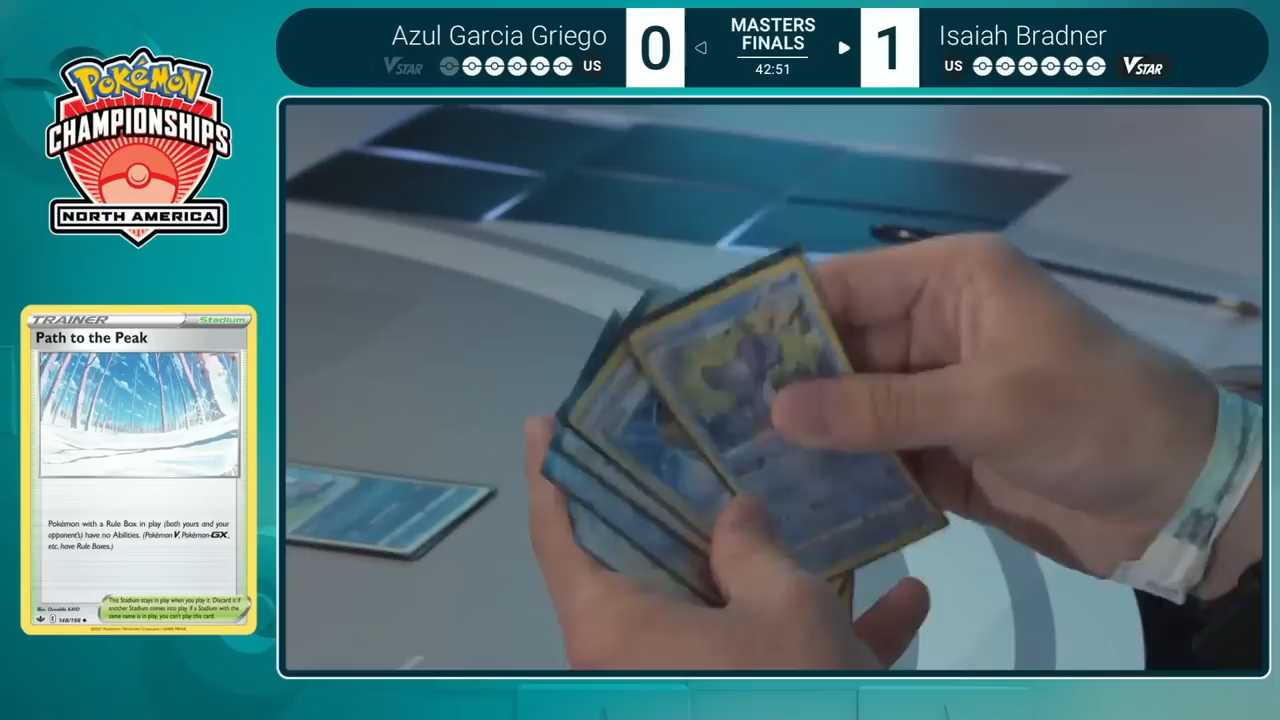 Azul Garcia Griego
0
MASTERS
FINALS
42:51
1
Isaiah Bradner
VSTAR
US
US
VSTAR
Pokémon
CHAMPIONSHIPS
NORTH AMERICA
TRAINER
Stadium
Path to the Peak
Pokémon with a Rule Box in play (both yours and your
opponent's) have no Abilities. (Pokémon V, Pokémon-GX,
etc. have Rule Boxes.)
This Stadium stays in play when you play it. Discard it if
another Stadium comes into play. If a Stadium with the
same name is in play, you can't play this card.
148/198